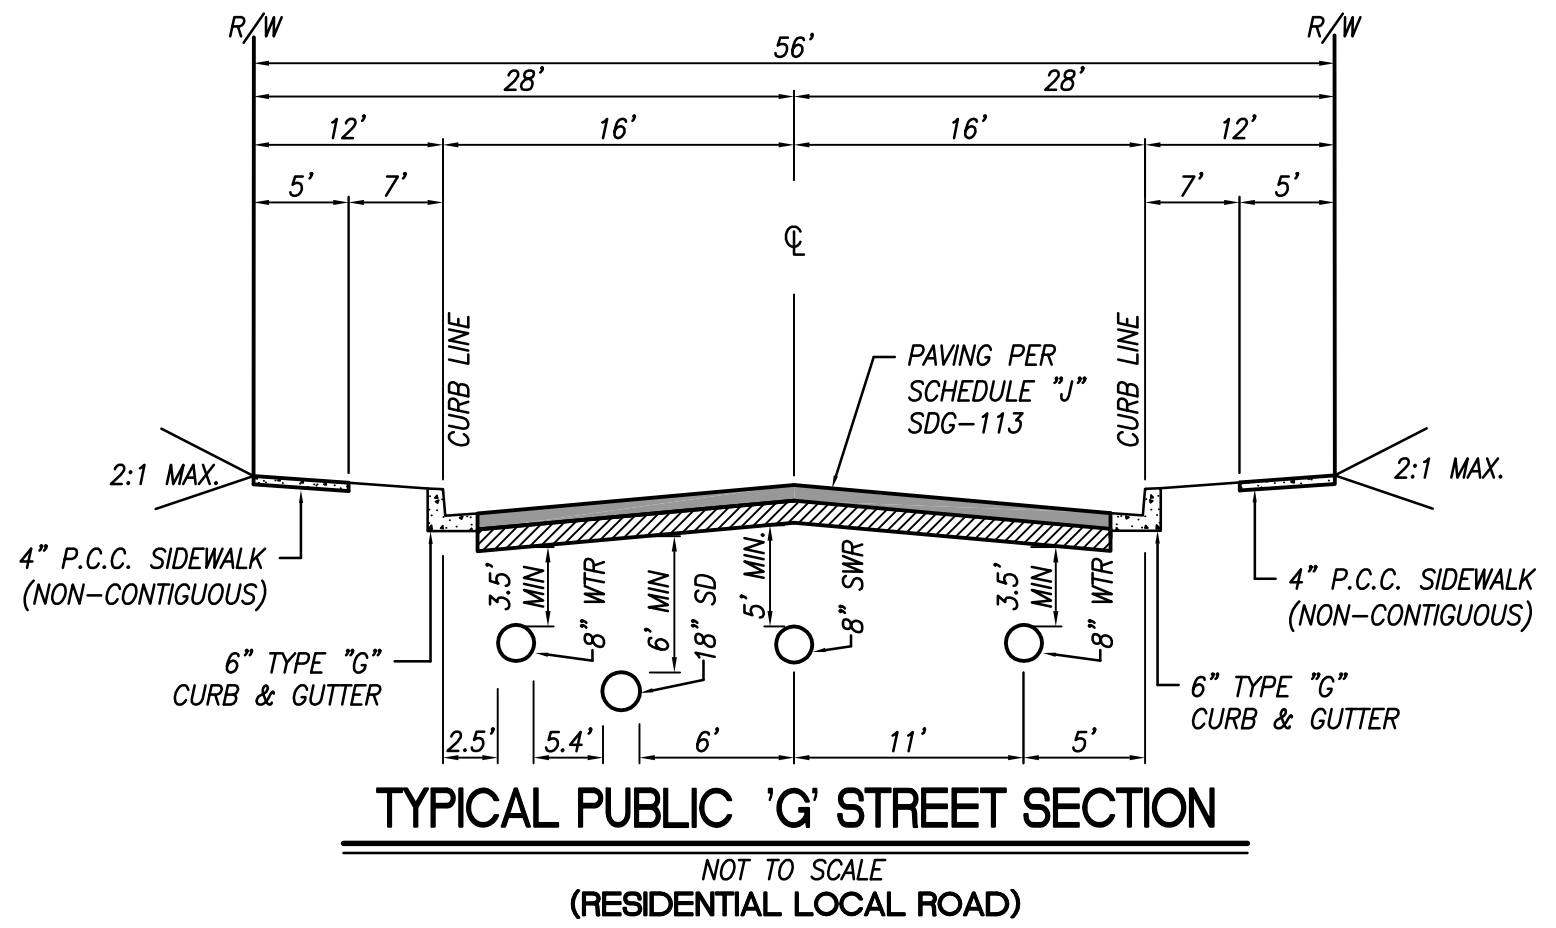 R/W
R/W
56'
28'
28'
12'
16'
16'
12'
5'
7'
7'
5'
℄
CURB LINE
CURB LINE
PAVING PER
SCHEDULE "J"
SDG-113
2:1 MAX.
2:1 MAX.
4" P.C.C. SIDEWALK
(NON-CONTIGUOUS)
3.5'
MIN
8" WTR
6'
MIN
18" SD
5' MIN.
8" SWR
3.5'
MIN
8" WTR
4" P.C.C. SIDEWALK
(NON-CONTIGUOUS)
6" TYPE "G"
CURB & GUTTER
6" TYPE "G"
CURB & GUTTER
2.5'
5.4'
6'
11'
5'
TYPICAL PUBLIC 'G' STREET SECTION
NOT TO SCALE
(RESIDENTIAL LOCAL ROAD)